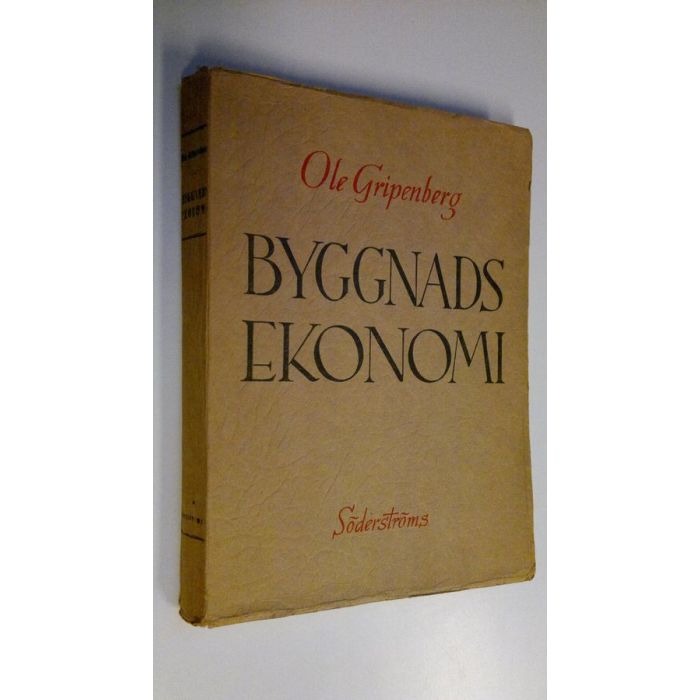 Ole Gripenberg
BYGGNADS
EKONOMI
Söderströms